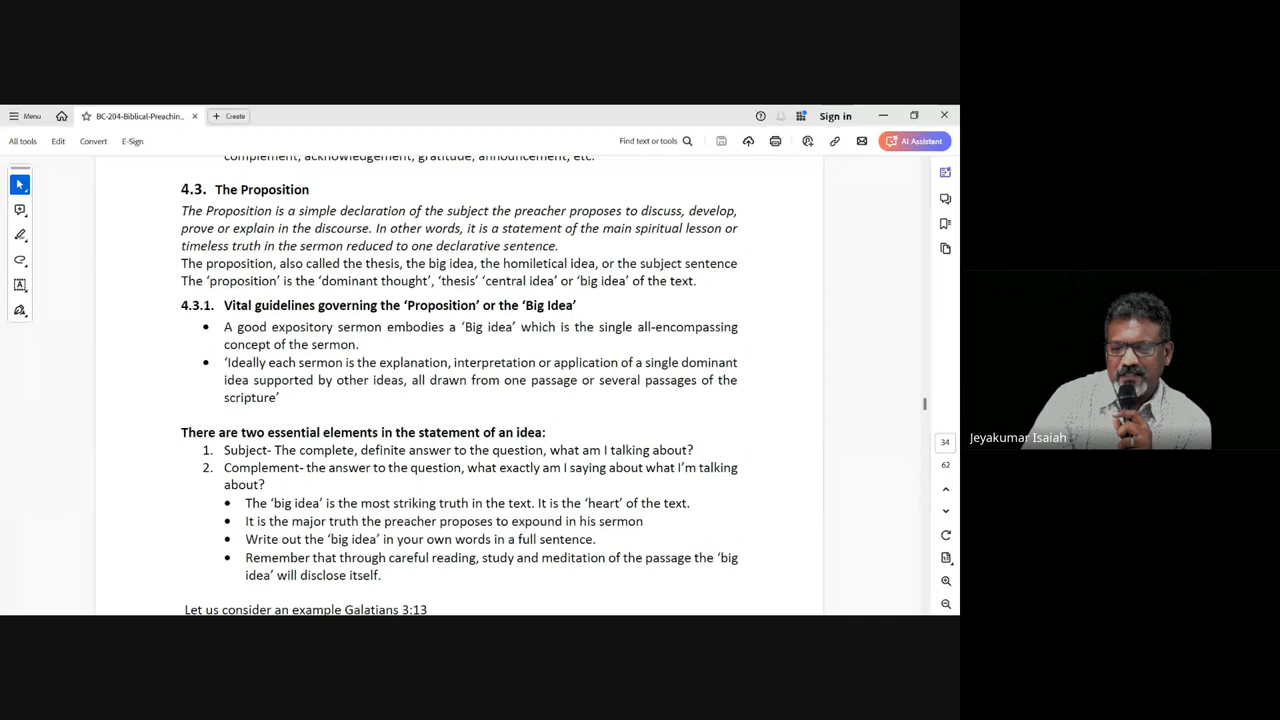 Menu
BC-204-Biblical-Preachin...
Create
Sign in
All tools
Edit
Convert
E-Sign
Find text or tools
AI Assistant
complement, acknowledgement, gratitude, announcement, etc.
4.3. The Proposition
The Proposition is a simple declaration of the subject the preacher proposes to discuss, develop,
prove or explain in the discourse. In other words, it is a statement of the main spiritual lesson or
timeless truth in the sermon reduced to one declarative sentence.
The proposition, also called the thesis, the big idea, the homiletical idea, or the subject sentence
The ‘proposition’ is the ‘dominant thought’, ‘thesis’ ‘central idea’ or ‘big idea’ of the text.
4.3.1. Vital guidelines governing the ‘Proposition’ or the ‘Big Idea’
• A good expository sermon embodies a ‘Big idea’ which is the single all-encompassing
concept of the sermon.
• ‘Ideally each sermon is the explanation, interpretation or application of a single dominant
idea supported by other ideas, all drawn from one passage or several passages of the
scripture’
There are two essential elements in the statement of an idea:
1. Subject- The complete, definite answer to the question, what am I talking about?
2. Complement- the answer to the question, what exactly am I saying about what I’m talking
about?
• The ‘big idea’ is the most striking truth in the text. It is the ‘heart’ of the text.
• It is the major truth the preacher proposes to expound in his sermon
• Write out the ‘big idea’ in your own words in a full sentence.
• Remember that through careful reading, study and meditation of the passage the ‘big
idea’ will disclose itself.
Let us consider an example Galatians 3:13
34
62
Jeyakumar Isaiah